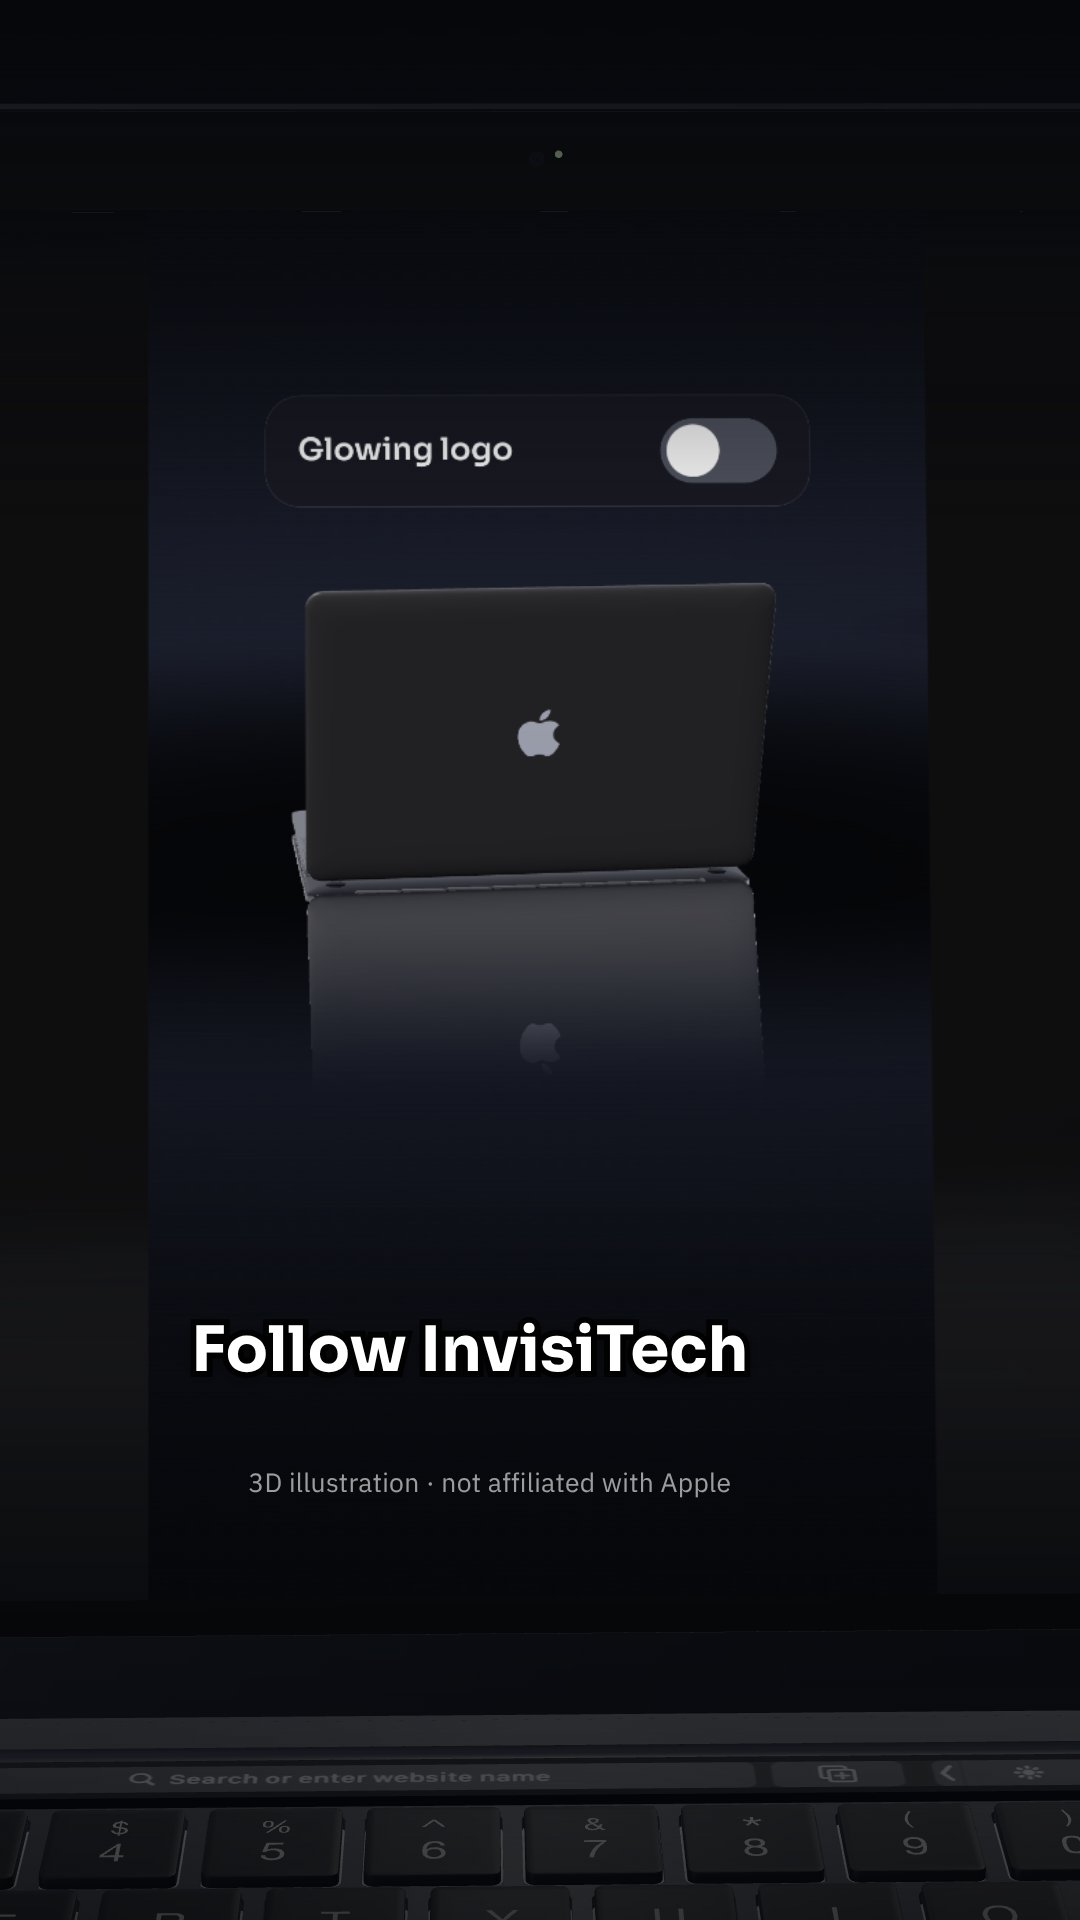 Glowing logo
Follow InvisiTech
3D illustration · not affiliated with Apple
Search or enter website name
$ % ^ & * ( )
4 5 6 7 8 9 0